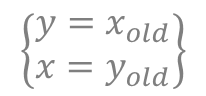 {y = x_old}
{x = y_old}